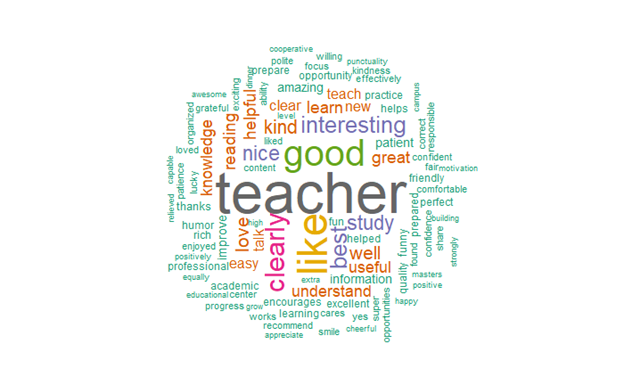 cooperative
polite
willing
punctuality
prepare
focus
kindness
opportunity
effectively
exciting
dinner
ability
amazing
awesome
teach
practice
campus
grateful
helpful
clear
learn
new
helps
level
organized
knowledge
reading
kind
interesting
correct
responsible
liked
patient
loved
nice
good
great
confident
capable
patience
lucky
content
fair
motivation
friendly
teacher
comfortable
relieved
thanks
perfect
humor
rich
improve
love
talk
high
clearly
like
fun
best
study
helped
funny
found
prepared
confidence
building
share
strongly
enjoyed
positively
professional
easy
well
useful
quality
equally
extra
information
masters
positive
academic
educational
center
understand
progress
grow
encourages
excellent
super
opportunities
happy
works
learning
cares
yes
recommend
smile
cheerful
appreciate